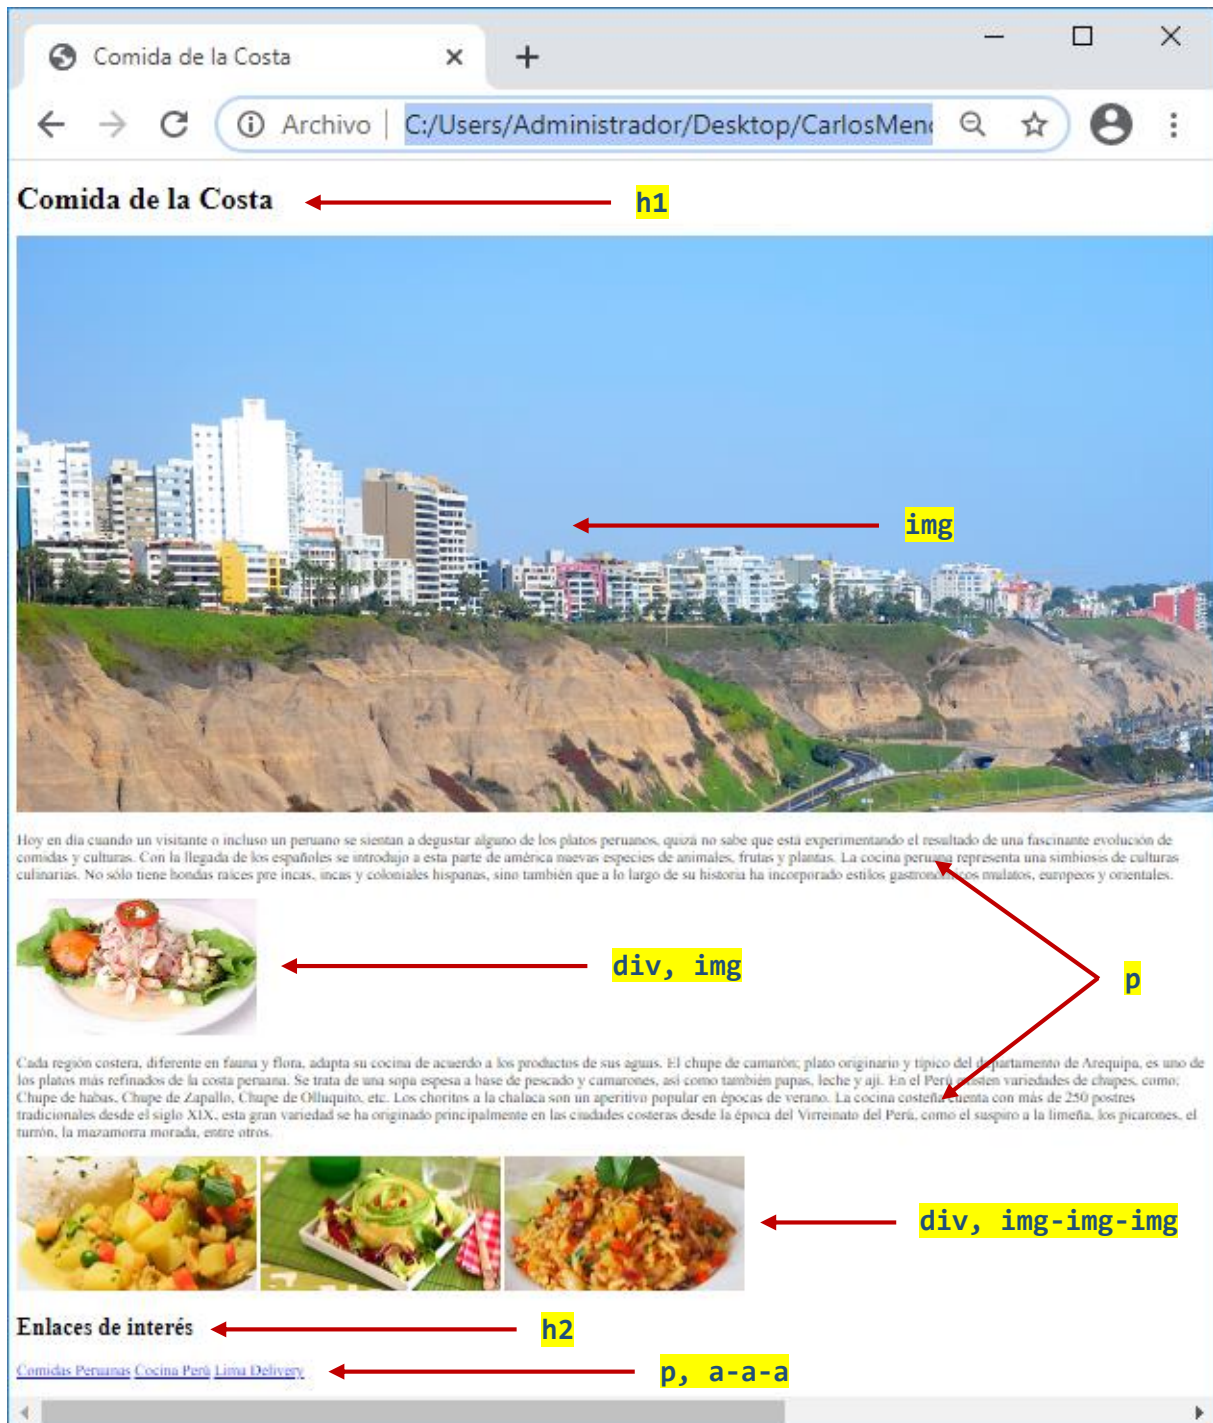 Comida de la Costa
Archivo | C:/Users/Administrador/Desktop/CarlosMen
Comida de la Costa
h1
img
Hoy en día cuando un visitante o incluso un peruano se sientan a degustar alguno de los platos peruanos, quizá no sabe que está experimentando el resultado de una fascinante evolución de
comidas y culturas. Con la llegada de los españoles se introdujo a esta parte de américa nuevas especies de animales, frutas y plantas. La cocina peruana representa una simbiosis de culturas
culinarias. No sólo tiene hondas raíces pre incas, incas y coloniales hispanas, sino también que a lo largo de su historia ha incorporado estilos gastronómicos mulatos, europeos y orientales.
div, img
p
Cada región costera, diferente en fauna y flora, adapta su cocina de acuerdo a los productos de sus aguas. El chupe de camarón; plato originario y típico del departamento de Arequipa, es uno de
los platos más refinados de la costa peruana. Se trata de una sopa espesa a base de pescado y camarones, así como también papas, leche y ají. En el Perú existen variedades de chupes, como:
Chupe de habas, Chupe de Zapallo, Chupe de Olluquito, etc. Los choritos a la chalaca son un aperitivo popular en épocas de verano. La cocina costeña cuenta con más de 250 postres
tradicionales desde el siglo XIX, esta gran variedad se ha originado principalmente en las ciudades costeras desde la época del Virreinato del Perú, como el suspiro a la limeña, los picarones, el
turrón, la mazamorra morada, entre otros.
div, img-img-img
Enlaces de interés
h2
Comidas Peruanas Cocina Perú Lima Delivery
p, a-a-a